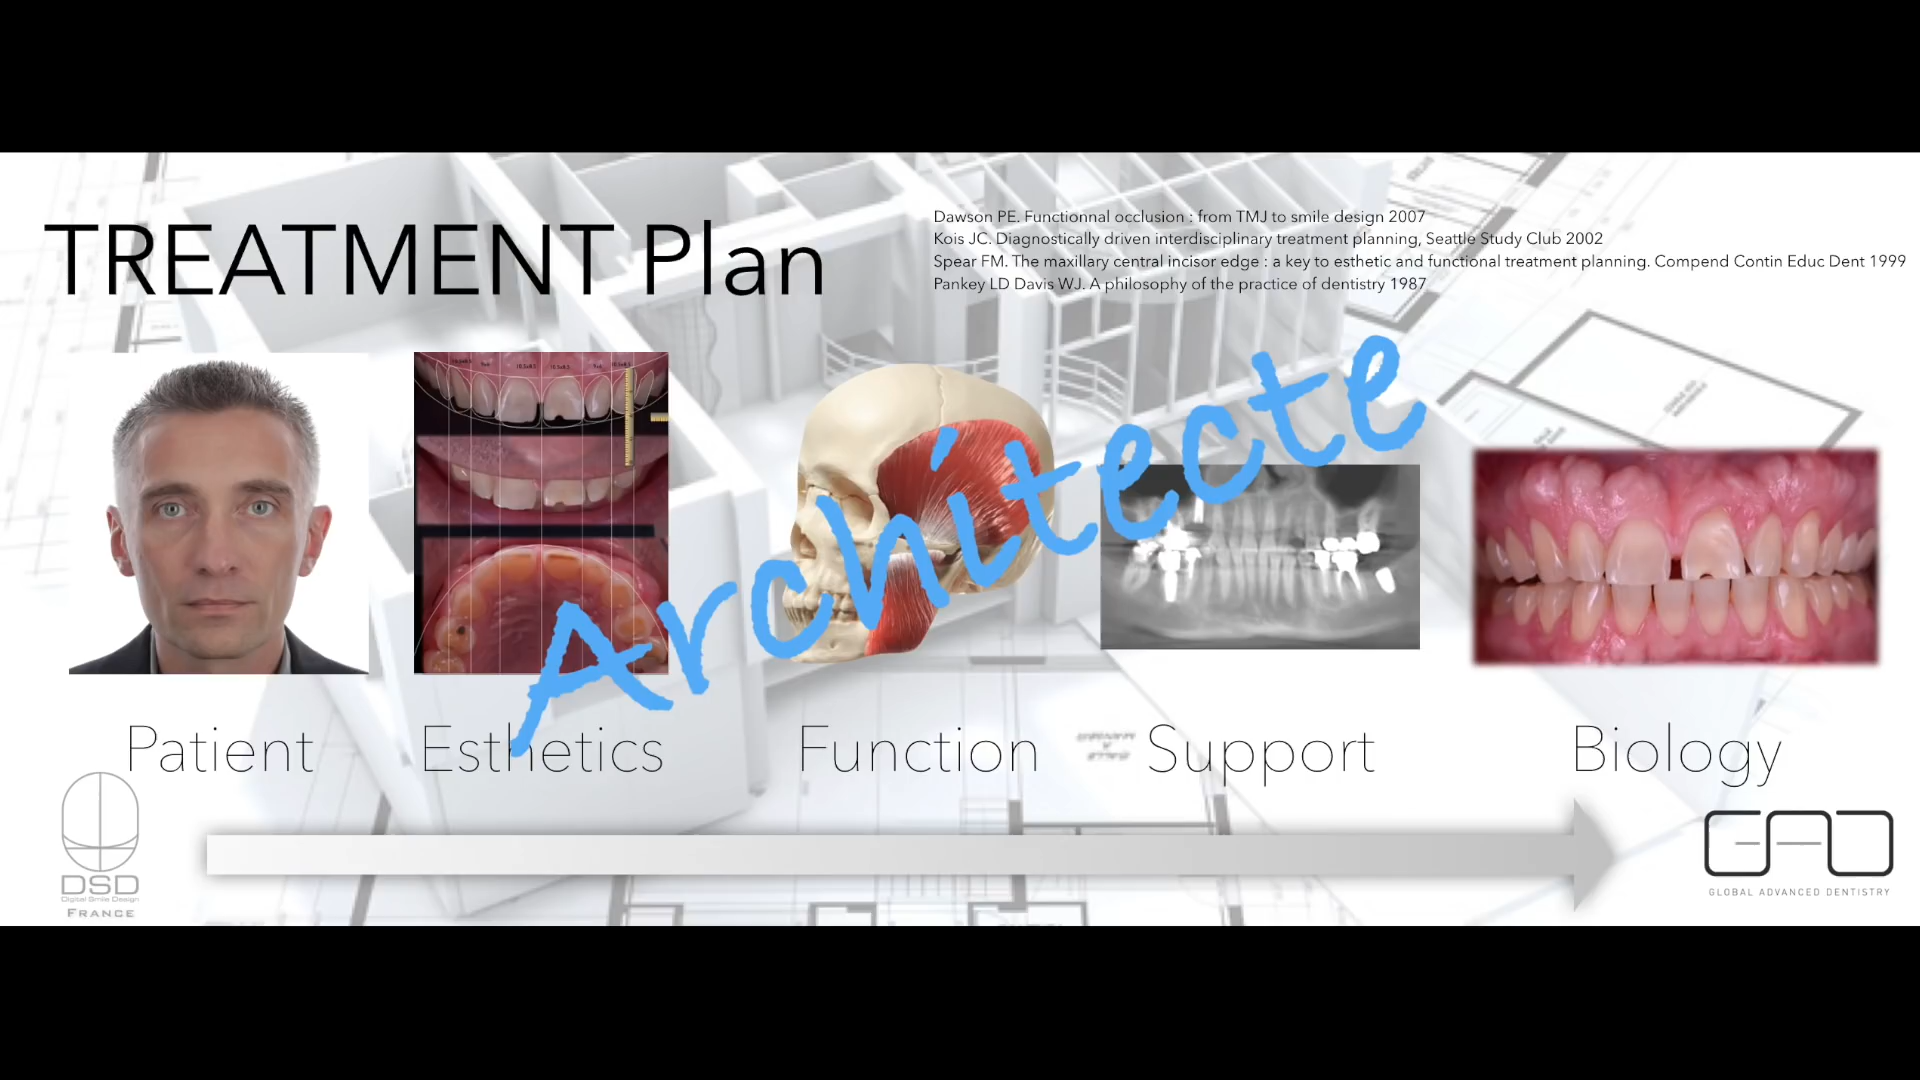 TREATMENT Plan
Dawson PE. Functionnal occlusion : from TMJ to smile design 2007
Kois JC. Diagnostically driven interdisciplinary treatment planning, Seattle Study Club 2002
Spear FM. The maxillary central incisor edge : a key to esthetic and functional treatment planning. Compend Contin Educ Dent 1999
Pankey LD Davis WJ. A philosophy of the practice of dentistry 1987
Architecte
Patient
Esthetics
Function
Support
Biology
DSD
Digital Smile Design
FRANCE
GAD
GLOBAL ADVANCED DENTISTRY